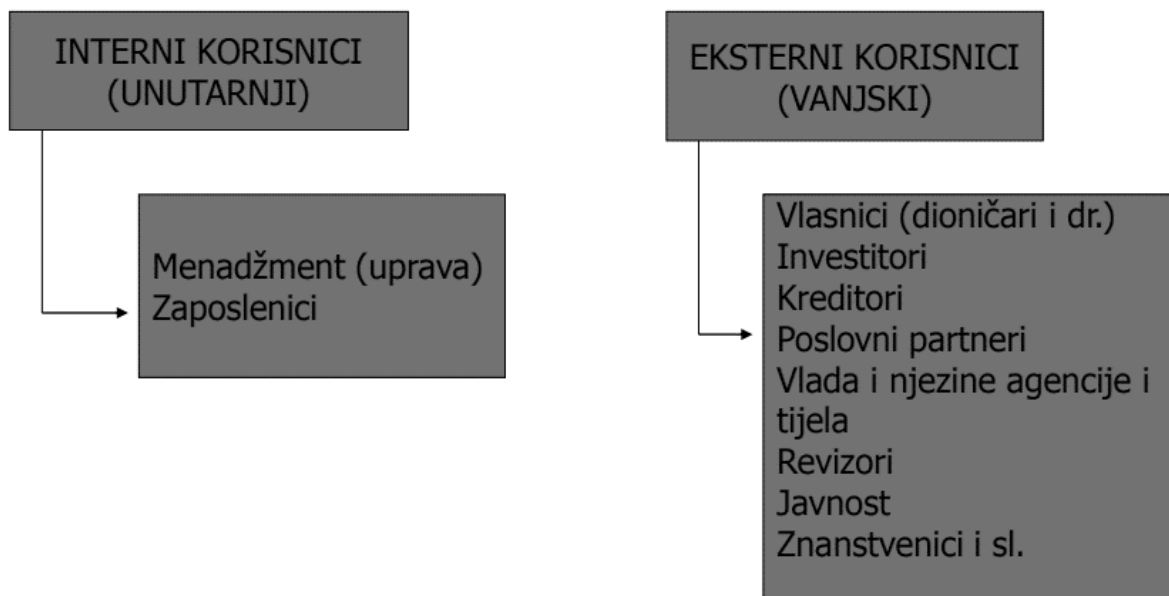 INTERNI KORISNICI
(UNUTARNJI)
Menadžment (uprava)
Zaposlenici
EKSTERNI KORISNICI
(VANJSKI)
Vlasnici (dioničari i dr.)
Investitori
Kreditori
Poslovni partneri
Vlada i njezine agencije i
tijela
Revizori
Javnost
Znanstvenici i sl.